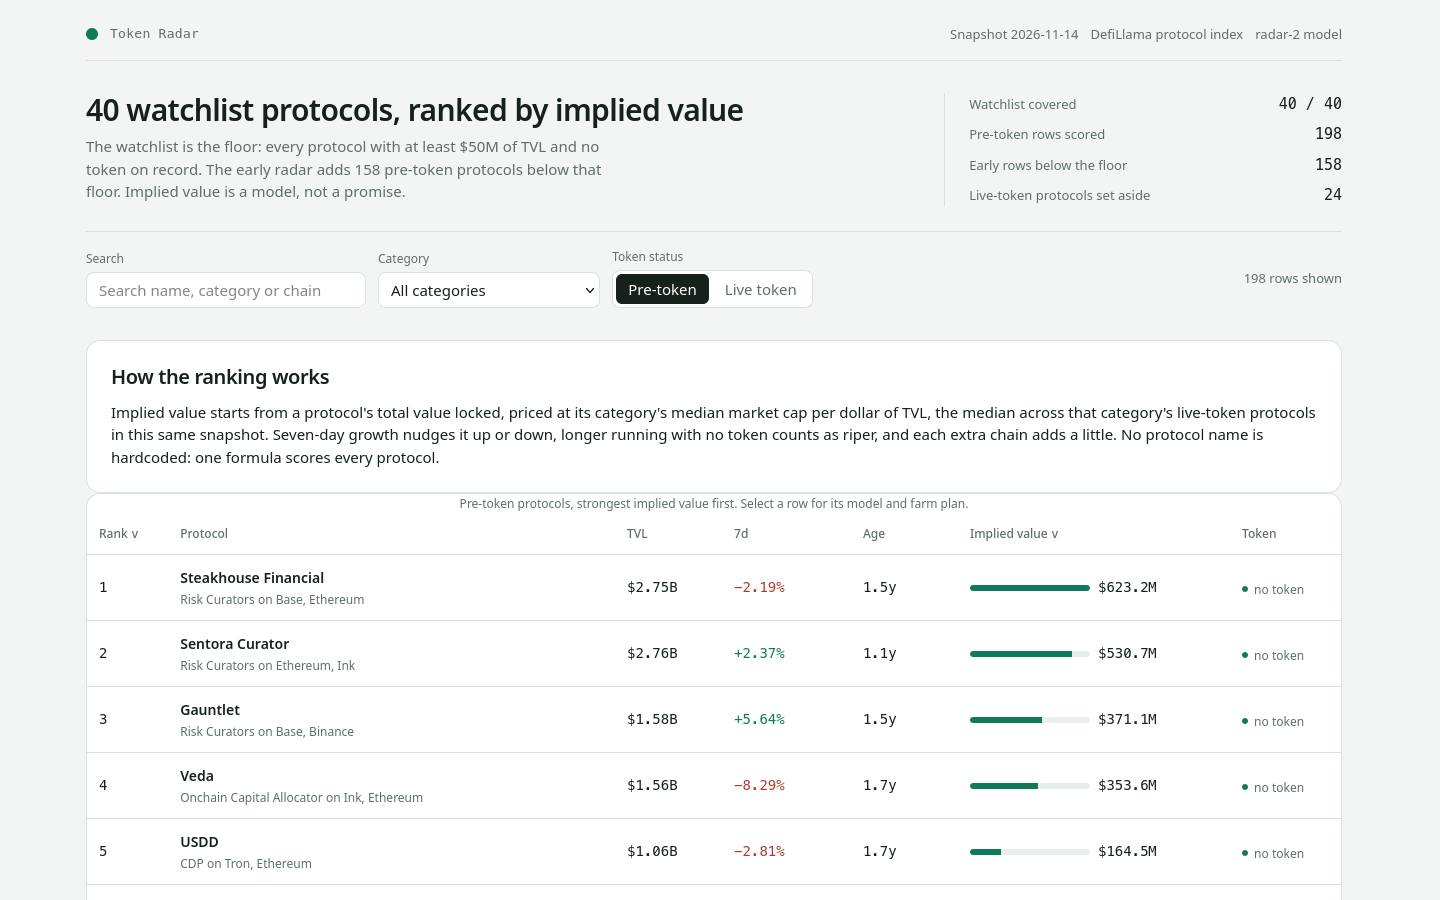 Token Radar
Snapshot 2026-11-14 DefiLlama protocol index radar-2 model
40 watchlist protocols, ranked by implied value
The watchlist is the floor: every protocol with at least $50M of TVL and no
token on record. The early radar adds 158 pre-token protocols below that
floor. Implied value is a model, not a promise.
Watchlist covered 40 / 40
Pre-token rows scored 198
Early rows below the floor 158
Live-token protocols set aside 24
Search
Search name, category or chain
Category
All categories
Token status
Pre-token Live token
198 rows shown
How the ranking works
Implied value starts from a protocol's total value locked, priced at its category's median market cap per dollar of TVL, the median across that category's live-token protocols
in this same snapshot. Seven-day growth nudges it up or down, longer running with no token counts as riper, and each extra chain adds a little. No protocol name is
hardcoded: one formula scores every protocol.
Pre-token protocols, strongest implied value first. Select a row for its model and farm plan.
Rank v Protocol TVL 7d Age Implied value v Token
1 Steakhouse Financial $2.75B −2.19% 1.5y $623.2M no token
Risk Curators on Base, Ethereum
2 Sentora Curator $2.76B +2.37% 1.1y $530.7M no token
Risk Curators on Ethereum, Ink
3 Gauntlet $1.58B +5.64% 1.5y $371.1M no token
Risk Curators on Base, Binance
4 Veda $1.56B −8.29% 1.7y $353.6M no token
Onchain Capital Allocator on Ink, Ethereum
5 USDD $1.06B −2.81% 1.7y $164.5M no token
CDP on Tron, Ethereum